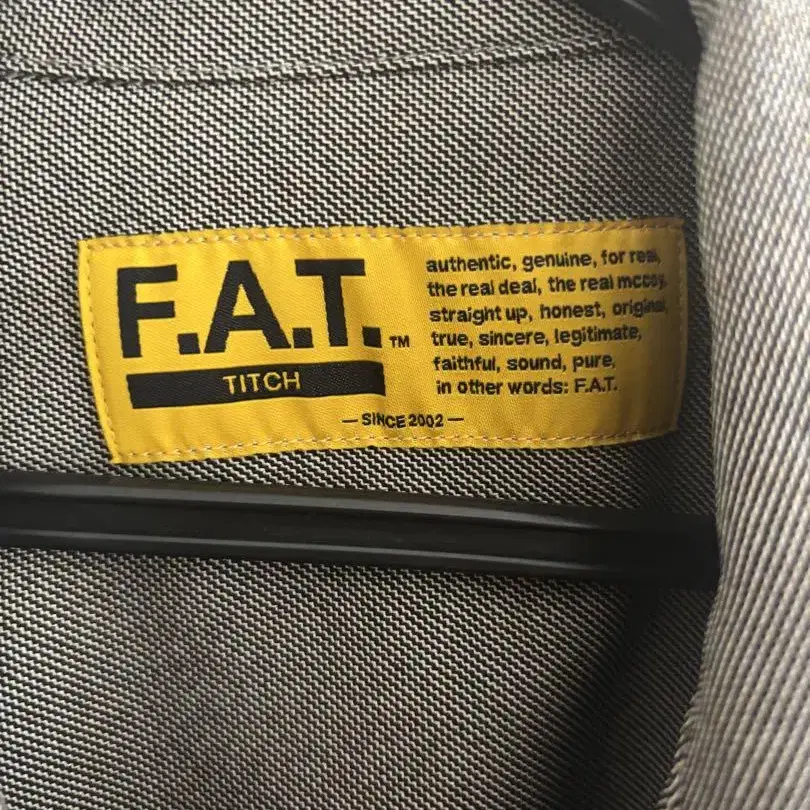 F.A.T.™
TITCH
authentic, genuine, for real,
the real deal, the real mccoy,
straight up, honest, original,
true, sincere, legitimate,
faithful, sound, pure,
in other words: F.A.T.
— SINCE 2002 —